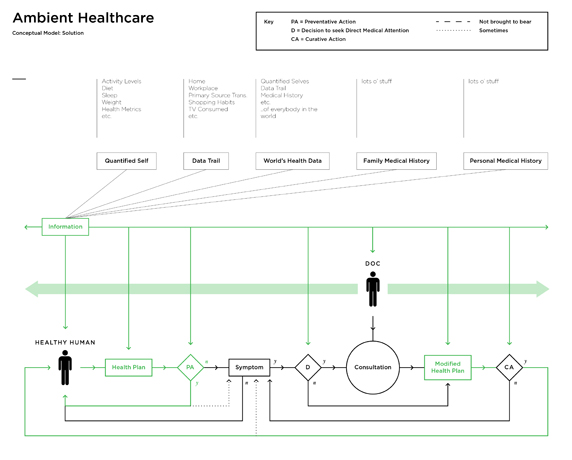 Ambient Healthcare
Conceptual Model: Solution
Key
PA = Preventative Action
D = Decision to seek Direct Medical Attention
CA = Curative Action
Not brought to bear
Sometimes
Activity Levels
Diet
Sleep
Weight
Health Metrics
etc
Home
Workplace
Primary Source Trans
Shopping Habits
TV Consumed
etc
Quantified Selves
Data Trail
Medical History
etc.
..of everybody in the
world.
lots o' stuff
lots o' stuff
Quantified Self
Data Trail
World's Health Data
Family Medical History
Personal Medical History
Information
DOC
HEALTHY HUMAN
Health Plan
PA
n
y
Symptom
y
n
D
y
n
Consultation
Modified
Health Plan
CA
y
n